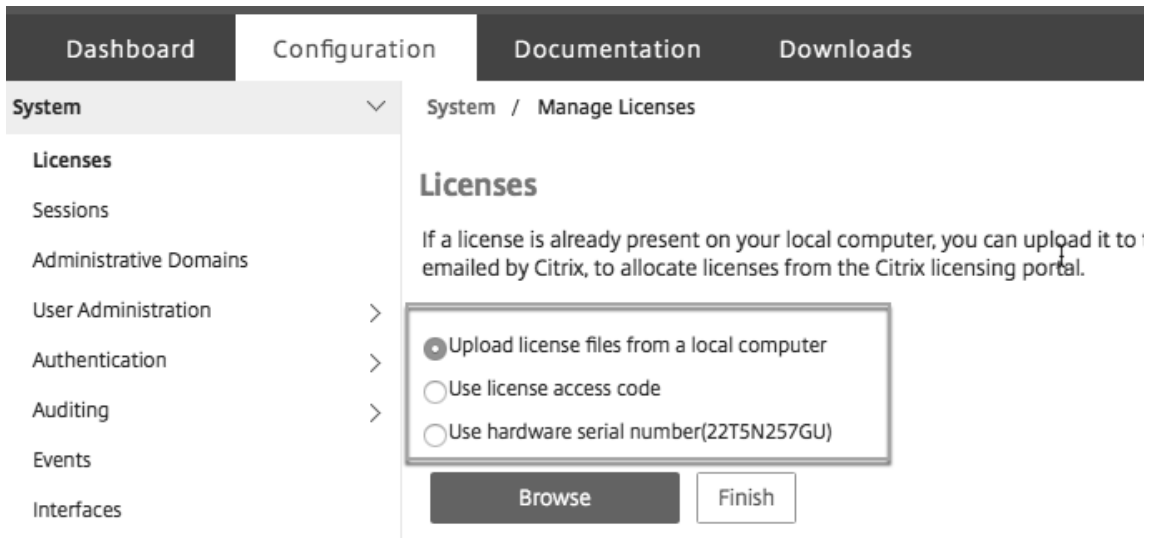 Dashboard
Configuration
Documentation
Downloads
System
Licenses
Sessions
Administrative Domains
User Administration
Authentication
Auditing
Events
Interfaces
System / Manage Licenses
Licenses
If a license is already present on your local computer, you can upload it to
emailed by Citrix, to allocate licenses from the Citrix licensing portal.
Upload license files from a local computer
Use license access code
Use hardware serial number(22T5N257GU)
Browse
Finish